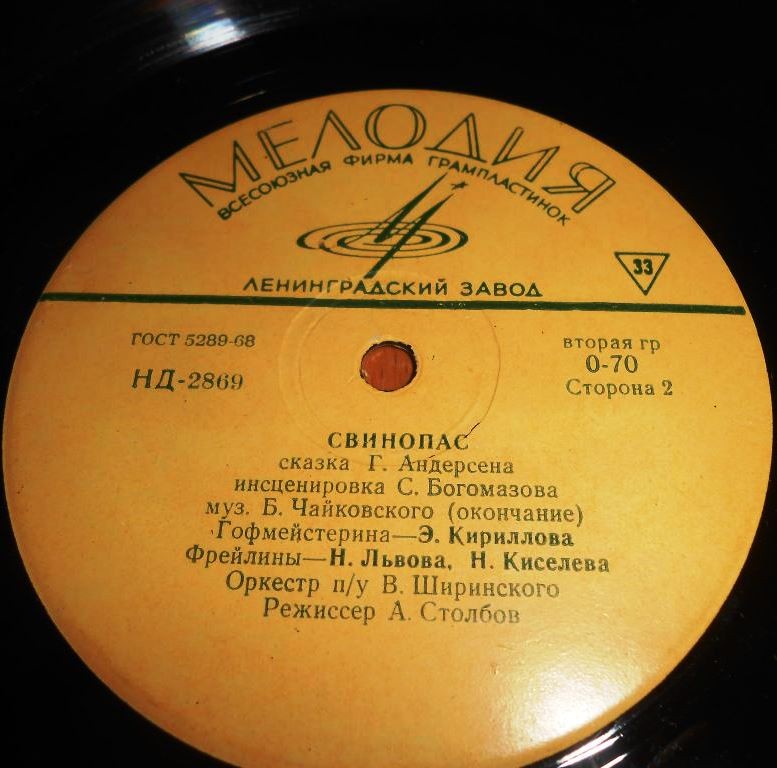 МЕЛОДИЯ
ВСЕСОЮЗНАЯ ФИРМА ГРАМПЛАСТИНОК
33
ЛЕНИНГРАДСКИЙ ЗАВОД
ГОСТ 5289-68
вторая гр
НД-2869
0-70
Сторона 2
СВИНОПАС
сказка Г. Андерсена
инсценировка С. Богомазова
муз. Б. Чайковского (окончание)
Гофмейстерина—Э. Кириллова
Фрейлины—Н. Львова, Н. Киселева
Оркестр п/у В. Ширинского
Режиссер А. Столбов